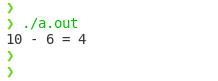 ❯
❯ ./a.out
10 - 6 = 4
❯
❯